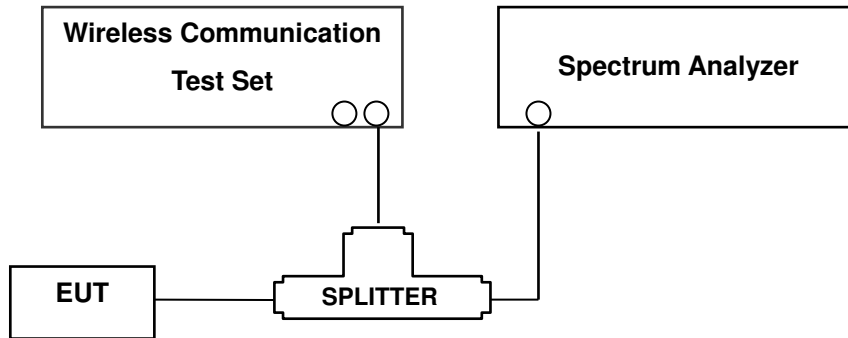 Wireless Communication
Test Set
Spectrum Analyzer
EUT
SPLITTER